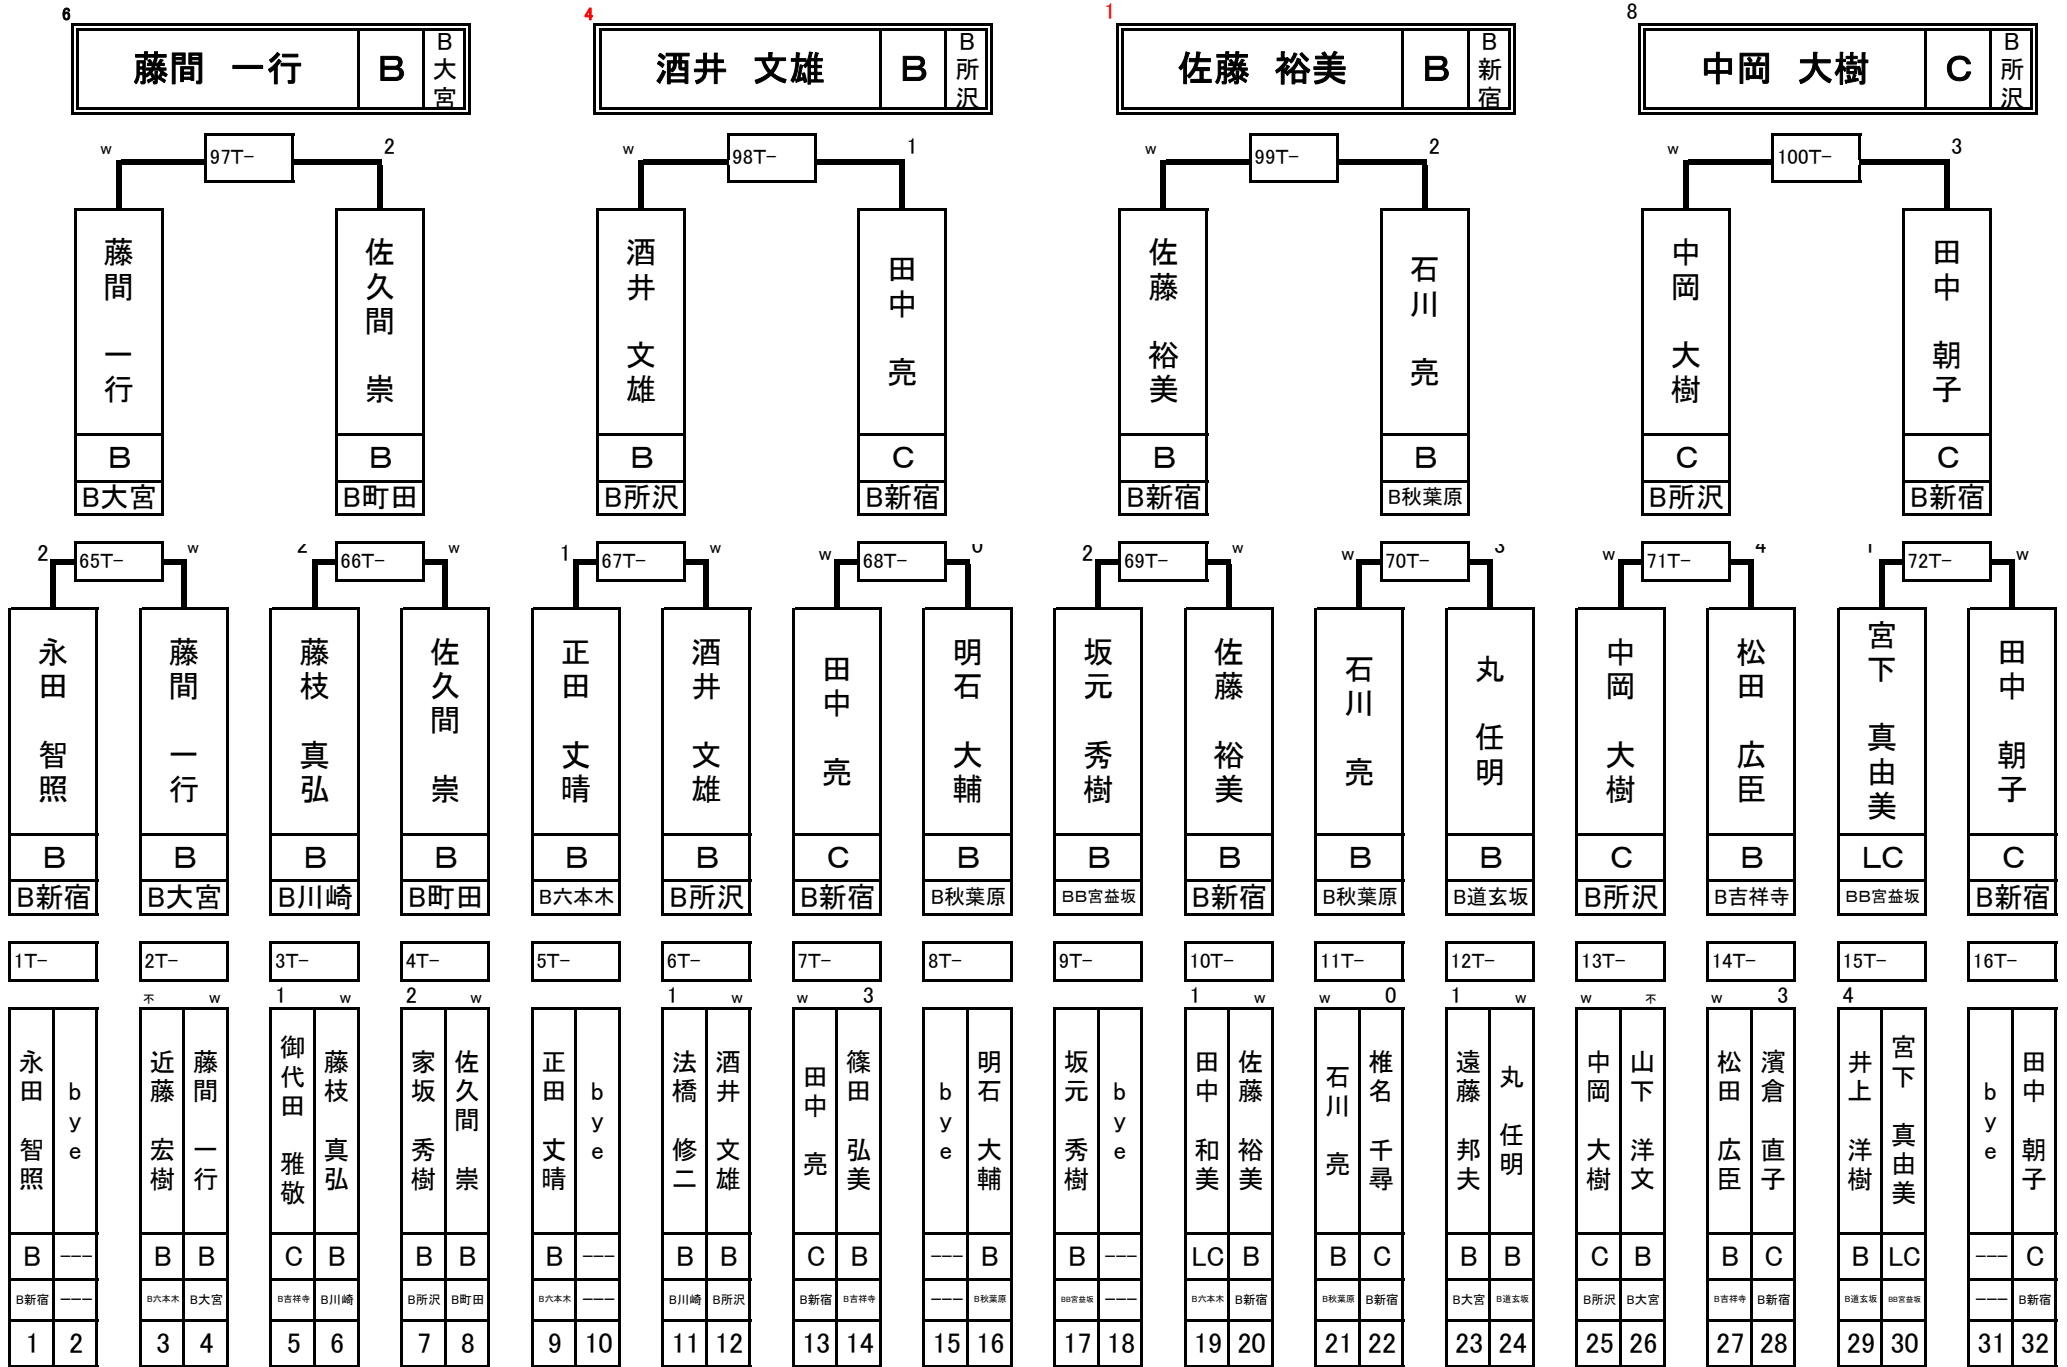 6 4 1 8
藤間 一行 B B大宮
酒井 文雄 B B所沢
佐藤 裕美 B B新宿
中岡 大樹 C B所沢
w 97T- 2
w 98T- 1
w 99T- 2
w 100T- 3
藤間 一行 B B大宮
佐久間 崇 B B町田
酒井 文雄 B B所沢
田中 亮 C B新宿
佐藤 裕美 B B新宿
石川 亮 B B秋葉原
中岡 大樹 C B所沢
田中 朝子 C B新宿
2 65T- w
2 66T- w
1 67T- w
w 68T- 0
2 69T- w
w 70T- 3
w 71T- 4
1 72T- w
永田 智照 B B新宿
藤間 一行 B B大宮
藤枝 真弘 B B川崎
佐久間 崇 B B町田
正田 丈晴 B B六本木
酒井 文雄 B B所沢
田中 亮 C B新宿
明石 大輔 B B秋葉原
坂元 秀樹 B BB宮益坂
佐藤 裕美 B B新宿
石川 亮 B B秋葉原
丸 任明 B B道玄坂
中岡 大樹 C B所沢
松田 広臣 B B吉祥寺
宮下 真由美 LC BB宮益坂
田中 朝子 C B新宿
1T-
2T-
3T-
4T-
5T-
6T-
7T-
8T-
9T-
10T-
11T-
12T-
13T-
14T-
15T-
16T-
不 w 1 w 2 w 1 w w 3 1 w w 0 1 w w 不 w 3 4
永田 智照 B B新宿 1
bye --- --- 2
近藤 宏樹 B B六本木 3
藤間 一行 B B大宮 4
御代田 雅敬 C B吉祥寺 5
藤枝 真弘 B B川崎 6
家坂 秀樹 B B所沢 7
佐久間 崇 B B町田 8
正田 丈晴 B B六本木 9
bye --- --- 10
法橋 修二 B B川崎 11
酒井 文雄 B B所沢 12
田中 亮 C B新宿 13
篠田 弘美 B B吉祥寺 14
bye --- --- 15
明石 大輔 B B秋葉原 16
坂元 秀樹 B BB宮益坂 17
bye --- --- 18
田中 和美 LC B六本木 19
佐藤 裕美 B B新宿 20
石川 亮 B B秋葉原 21
椎名 千尋 C B新宿 22
遠藤 邦夫 B B大宮 23
丸 任明 B B道玄坂 24
中岡 大樹 C B所沢 25
山下 洋文 B B大宮 26
松田 広臣 B B吉祥寺 27
濱倉 直子 C B新宿 28
井上 洋樹 B B道玄坂 29
宮下 真由美 LC BB宮益坂 30
bye --- --- 31
田中 朝子 C B新宿 32